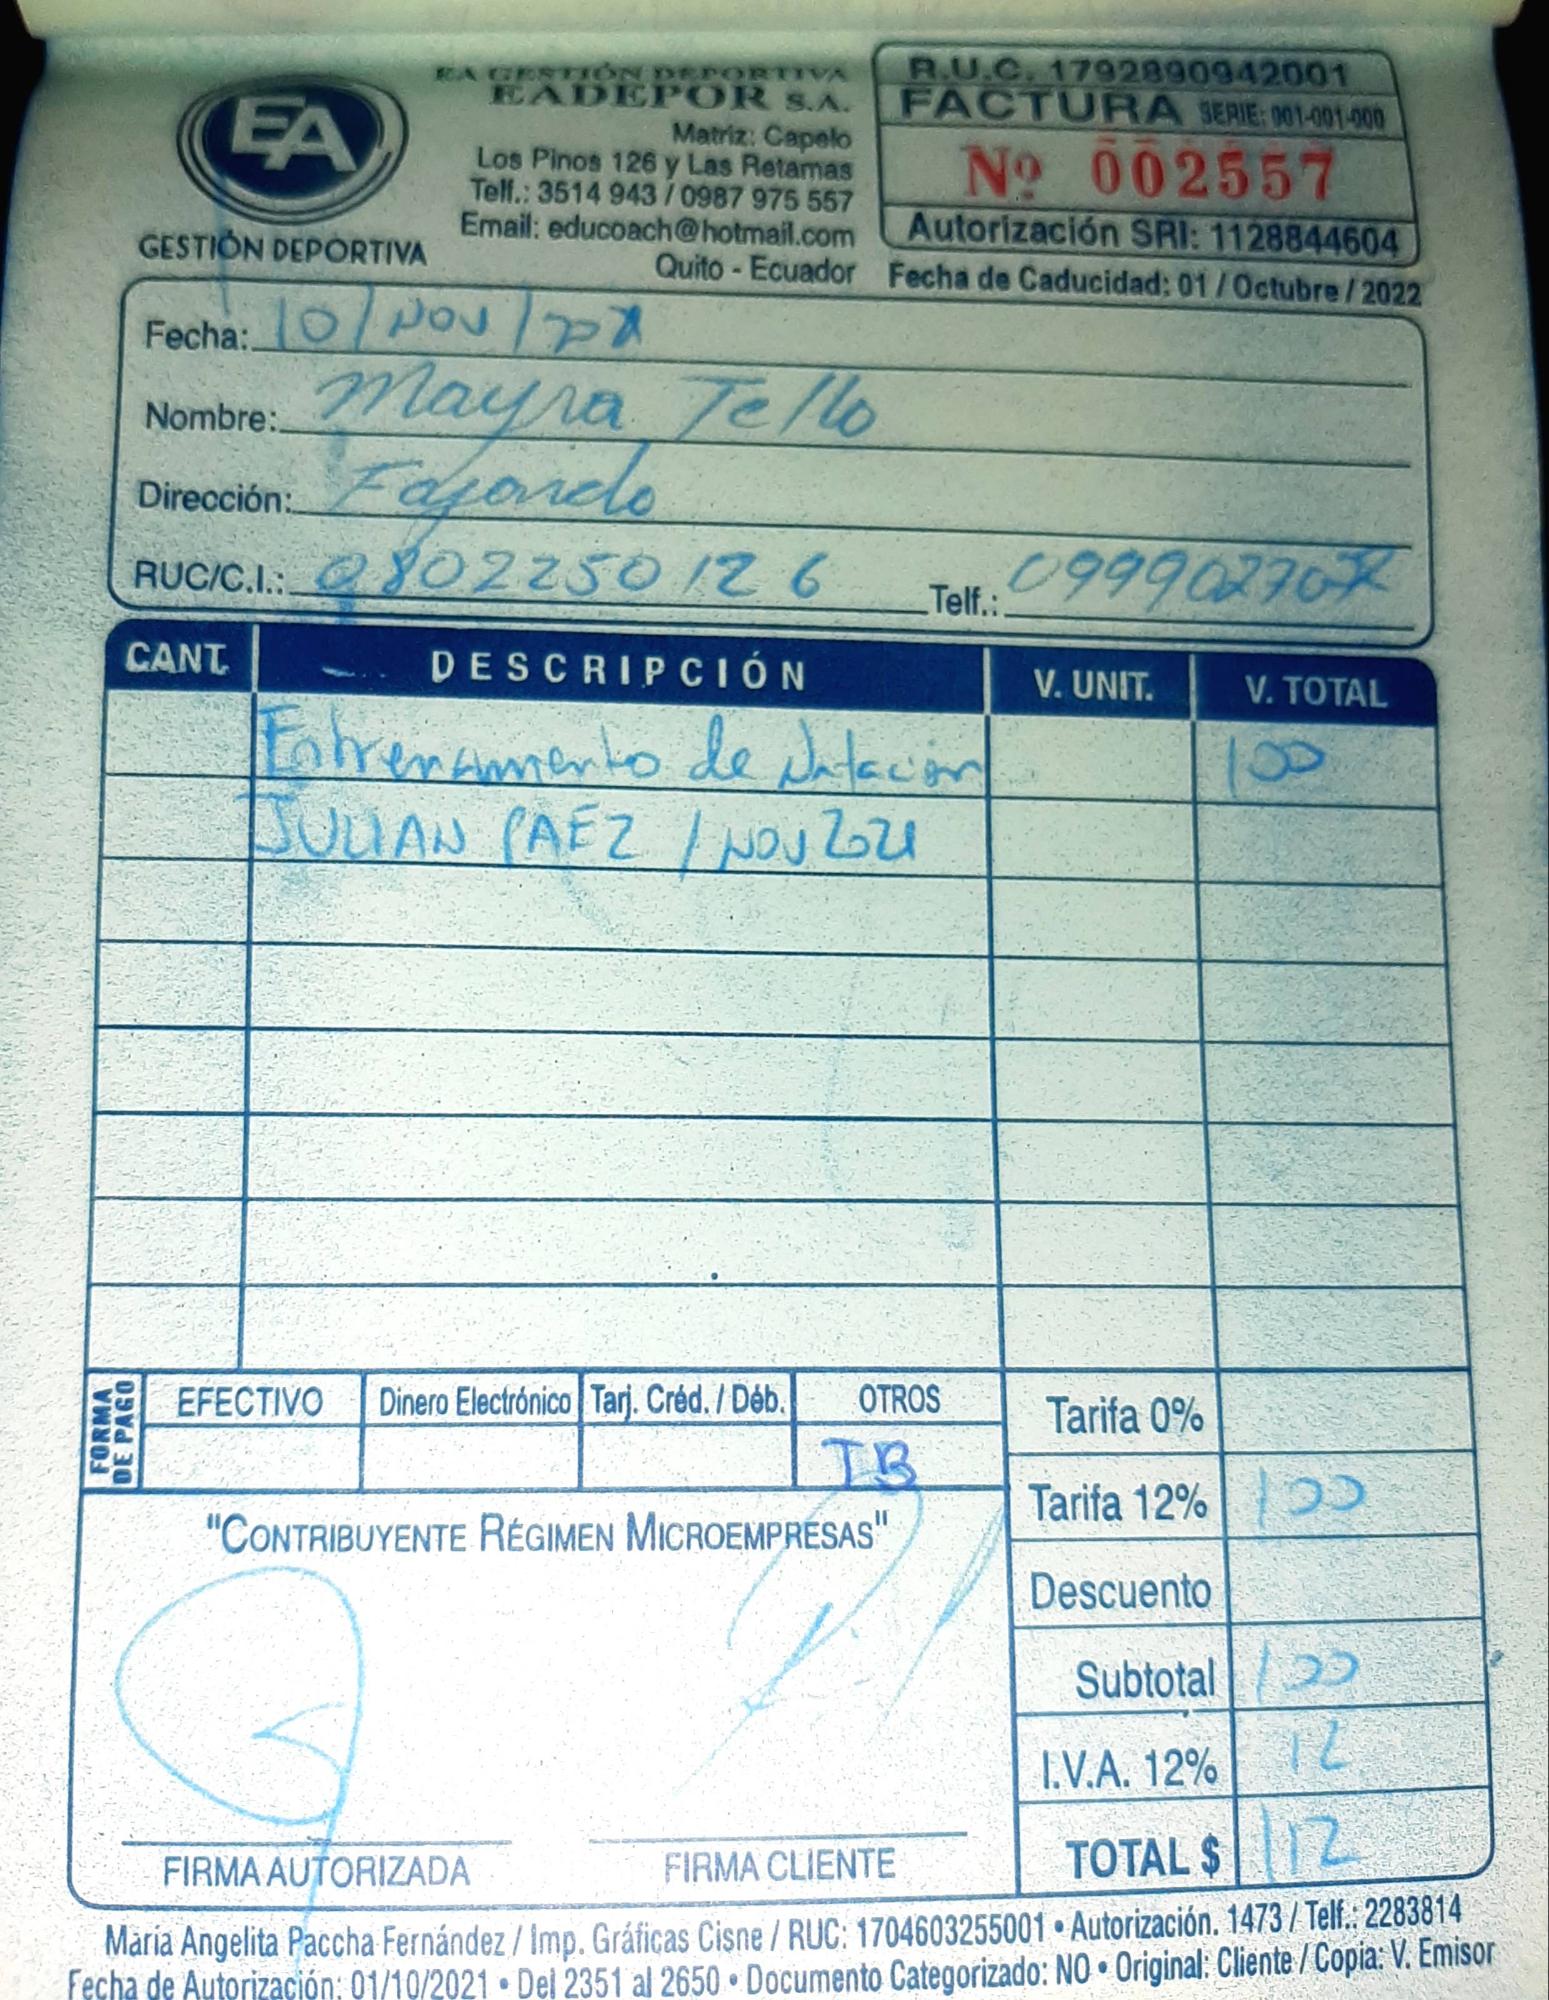 EA
GESTIÓN DEPORTIVA
EA GESTIÓN DEPORTIVA
EADEPOR S.A.
Matriz: Capelo
Los Pinos 126 y Las Retamas
Telf.: 3514 943 / 0987 975 557
Email: educoach@hotmail.com
Quito - Ecuador
R.U.C. 1792890942001
FACTURA SERIE: 001-001-000
Nº 002557
Autorización SRI: 1128844604
Fecha de Caducidad: 01 / Octubre / 2022
Fecha: 10/NOV/
Nombre: Mayra Tello
Dirección: Fajardo
RUC/C.I.: 0802250126 Telf.:
CANT. DESCRIPCIÓN V. UNIT. V. TOTAL
Entrenamiento de Natación 100
JULIAN PAEZ / NOV 2021
FORMA DE PAGO
EFECTIVO Dinero Electrónico Tarj. Créd. / Déb. OTROS
TB
Tarifa 0%
Tarifa 12% 100
Descuento
Subtotal 100
I.V.A. 12% 12
TOTAL $ 112
"CONTRIBUYENTE RÉGIMEN MICROEMPRESAS"
FIRMA AUTORIZADA FIRMA CLIENTE
María Angelita Paccha Fernández / Imp. Gráficas Cisne / RUC: 1704603255001 • Autorización. 1473 / Telf.: 2283814
Fecha de Autorización: 01/10/2021 • Del 2351 al 2650 • Documento Categorizado: NO • Original: Cliente / Copia: V. Emisor